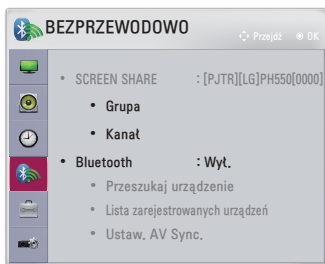 BEZPRZEWODOWO
Przejdź OK
• SCREEN SHARE : [PJTR][LG]PH550[0000]
• Grupa
• Kanał
• Bluetooth : Wył.
• Przeszukaj urządzenie
• Lista zarejestrowanych urządzeń
• Ustaw. AV Sync.